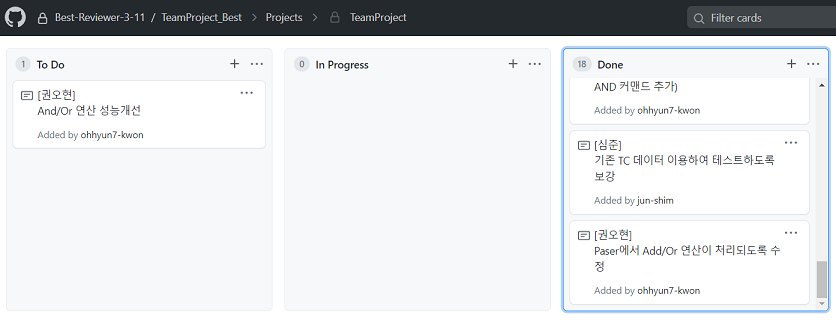 Best-Reviewer-3-11 / TeamProject_Best > Projects > TeamProject
Filter cards
1 To Do
[권오현]
And/Or 연산 성능개선
Added by ohhyun7-kwon
0 In Progress
18 Done
AND 커맨드 추가)
Added by ohhyun7-kwon
[심준]
기존 TC 데이터 이용하여 테스트하도록
보강
Added by jun-shim
[권오현]
Paser에서 Add/Or 연산이 처리되도록 수
정
Added by ohhyun7-kwon